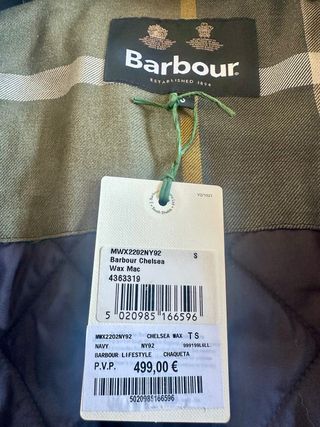 Barbour®
ESTABLISHED 1894
MWX2202NY92 S
Barbour Chelsea
Wax Mac
4363319
5 020985 166596
MWX2202NY92 CHELSEA WAX T S
NAVY NY92
BARBOUR LIFESTYLE CHAQUETA
P.V.P. 499,00 €
5020985166596